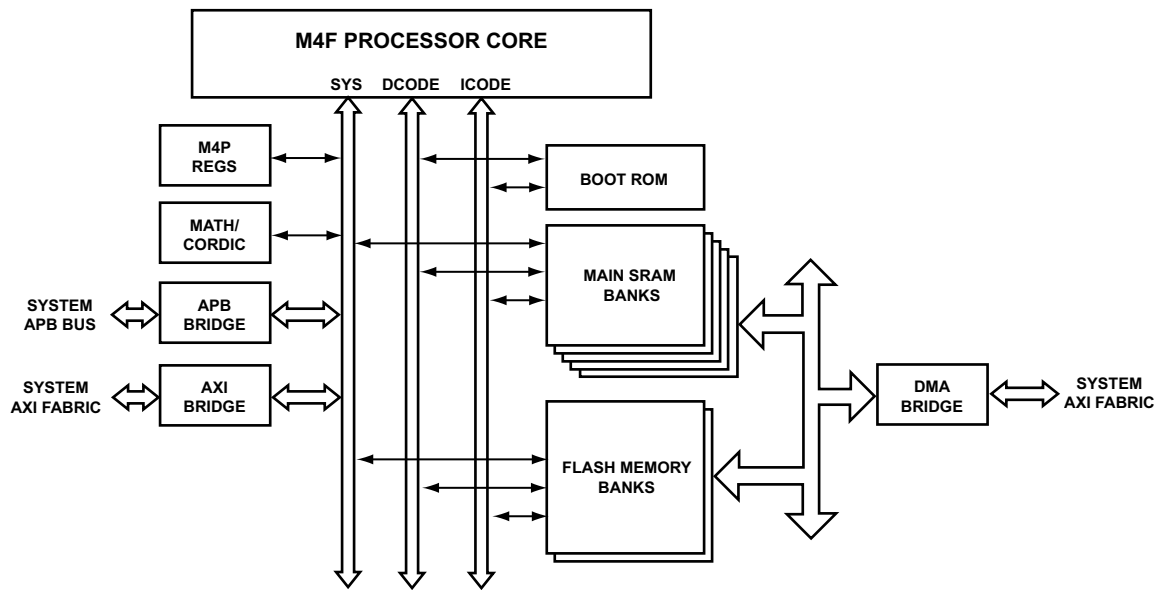 M4F PROCESSOR CORE
SYS DCODE ICODE
M4P
REGS
BOOT ROM
MATH/
CORDIC
MAIN SRAM
BANKS
SYSTEM
APB BUS
APB
BRIDGE
SYSTEM
AXI FABRIC
AXI
BRIDGE
DMA
BRIDGE
SYSTEM
AXI FABRIC
FLASH MEMORY
BANKS